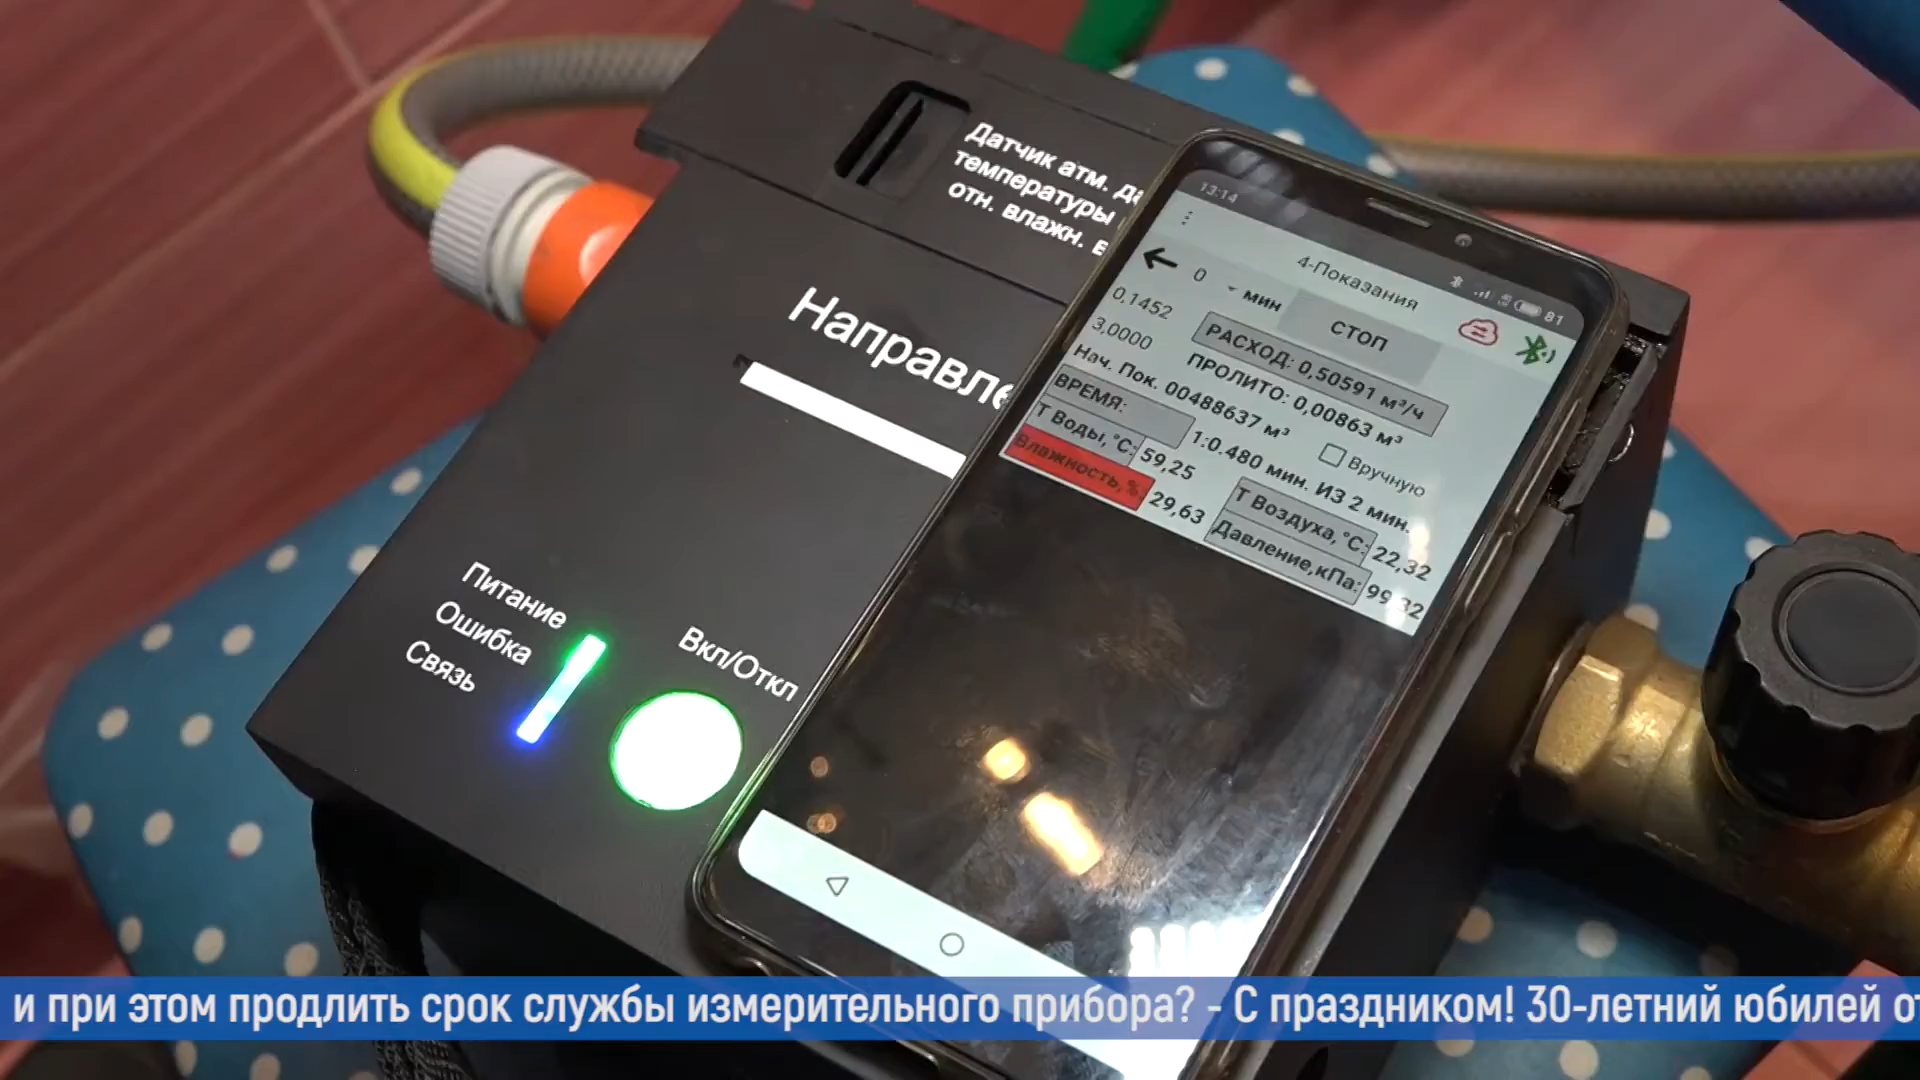 Датчик атм.
температуры
отн. влажн.
Направле
Питание
Ошибка
Связь
Вкл/Откл
13:14
81
4-Показания
0 мин
СТОП
0,1452
РАСХОД: 0,50591 м³/ч
3,0000
ПРОЛИТО: 0,00863 м³
Нач. Пок. 00488637 м³
Вручную
ВРЕМЯ:
1:0.480 мин. ИЗ 2 мин.
Т Воды,°С: 59,25
Т Воздуха,°С: 22,32
Влажность,% 29,63
Давление,кПа: 99,32
и при этом продлить срок службы измерительного прибора? - С праздником! 30-летний юбилей от